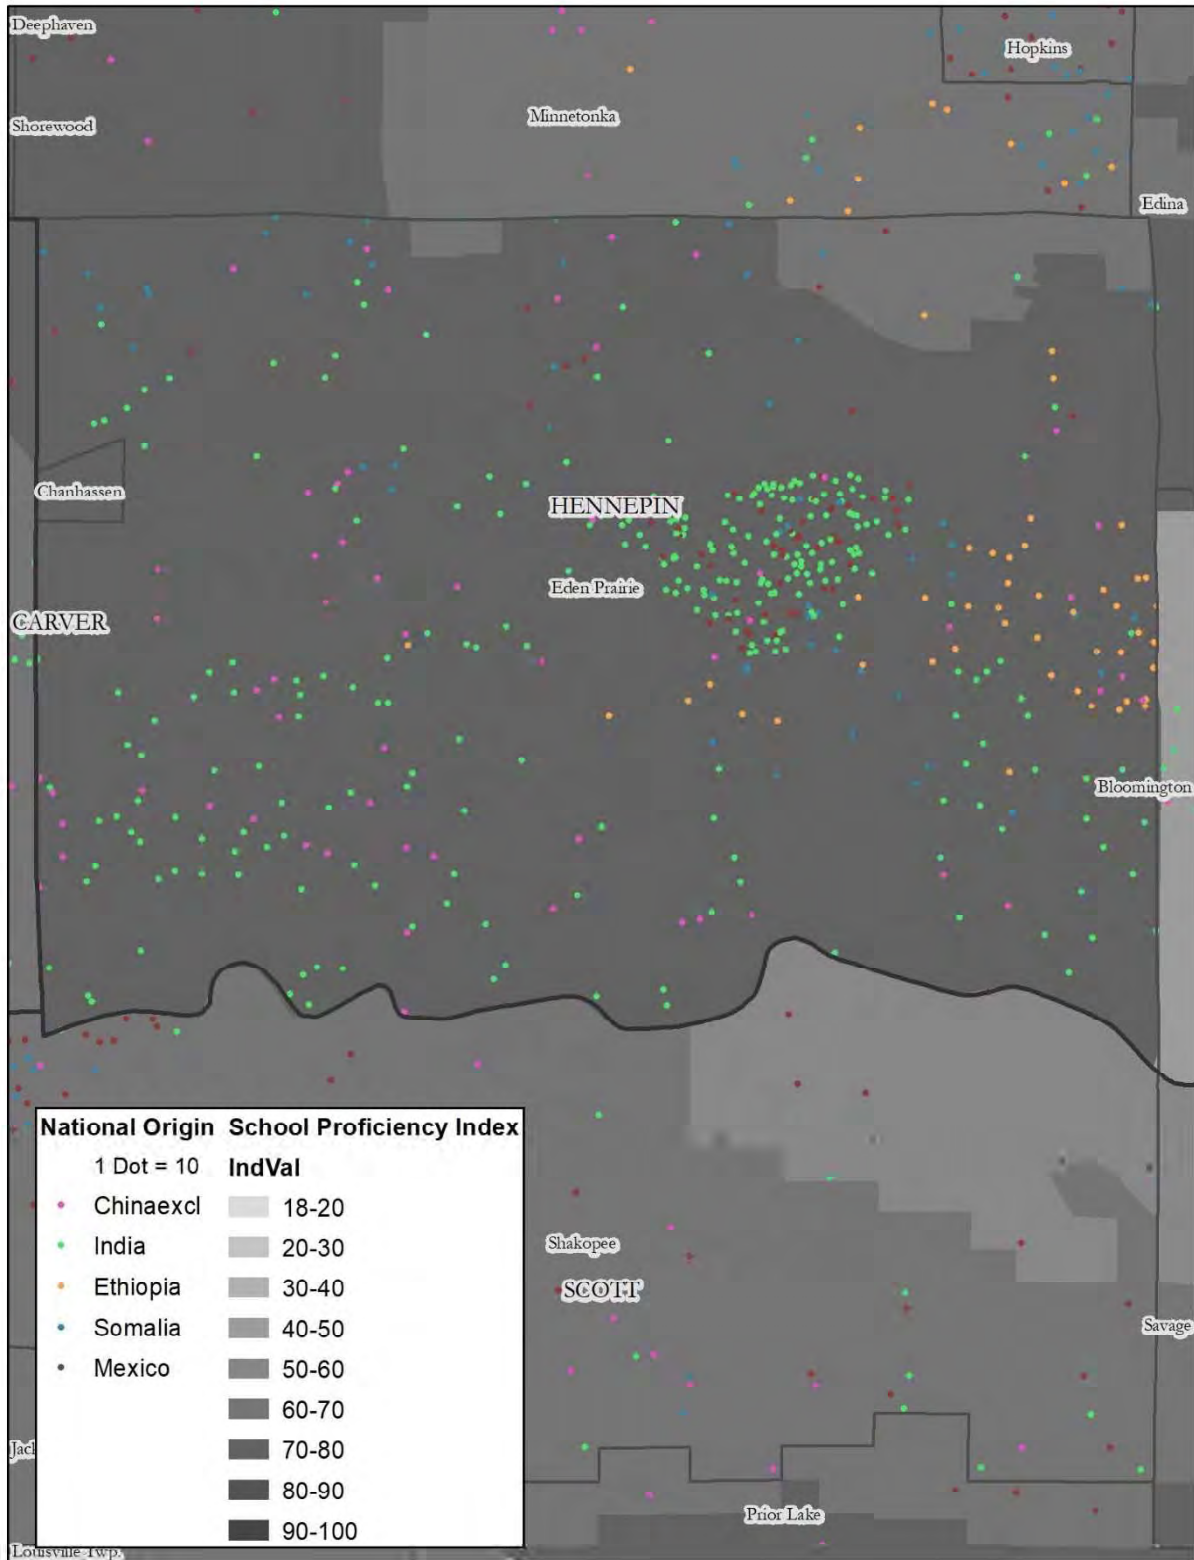 Deephaven
Hopkins
Minnetonka
Shorewood
Edina
Chanhassen
HENNEPIN
Eden Prairie
CARVER
Bloomington
National Origin School Proficiency Index
1 Dot = 10 IndVal
Chinaexcl 18-20
India 20-30
Ethiopia 30-40
Somalia 40-50
Mexico 50-60
60-70
70-80
80-90
90-100
Shakopee
SCOTT
Savage
Jack
Prior Lake
Louisville Twp.